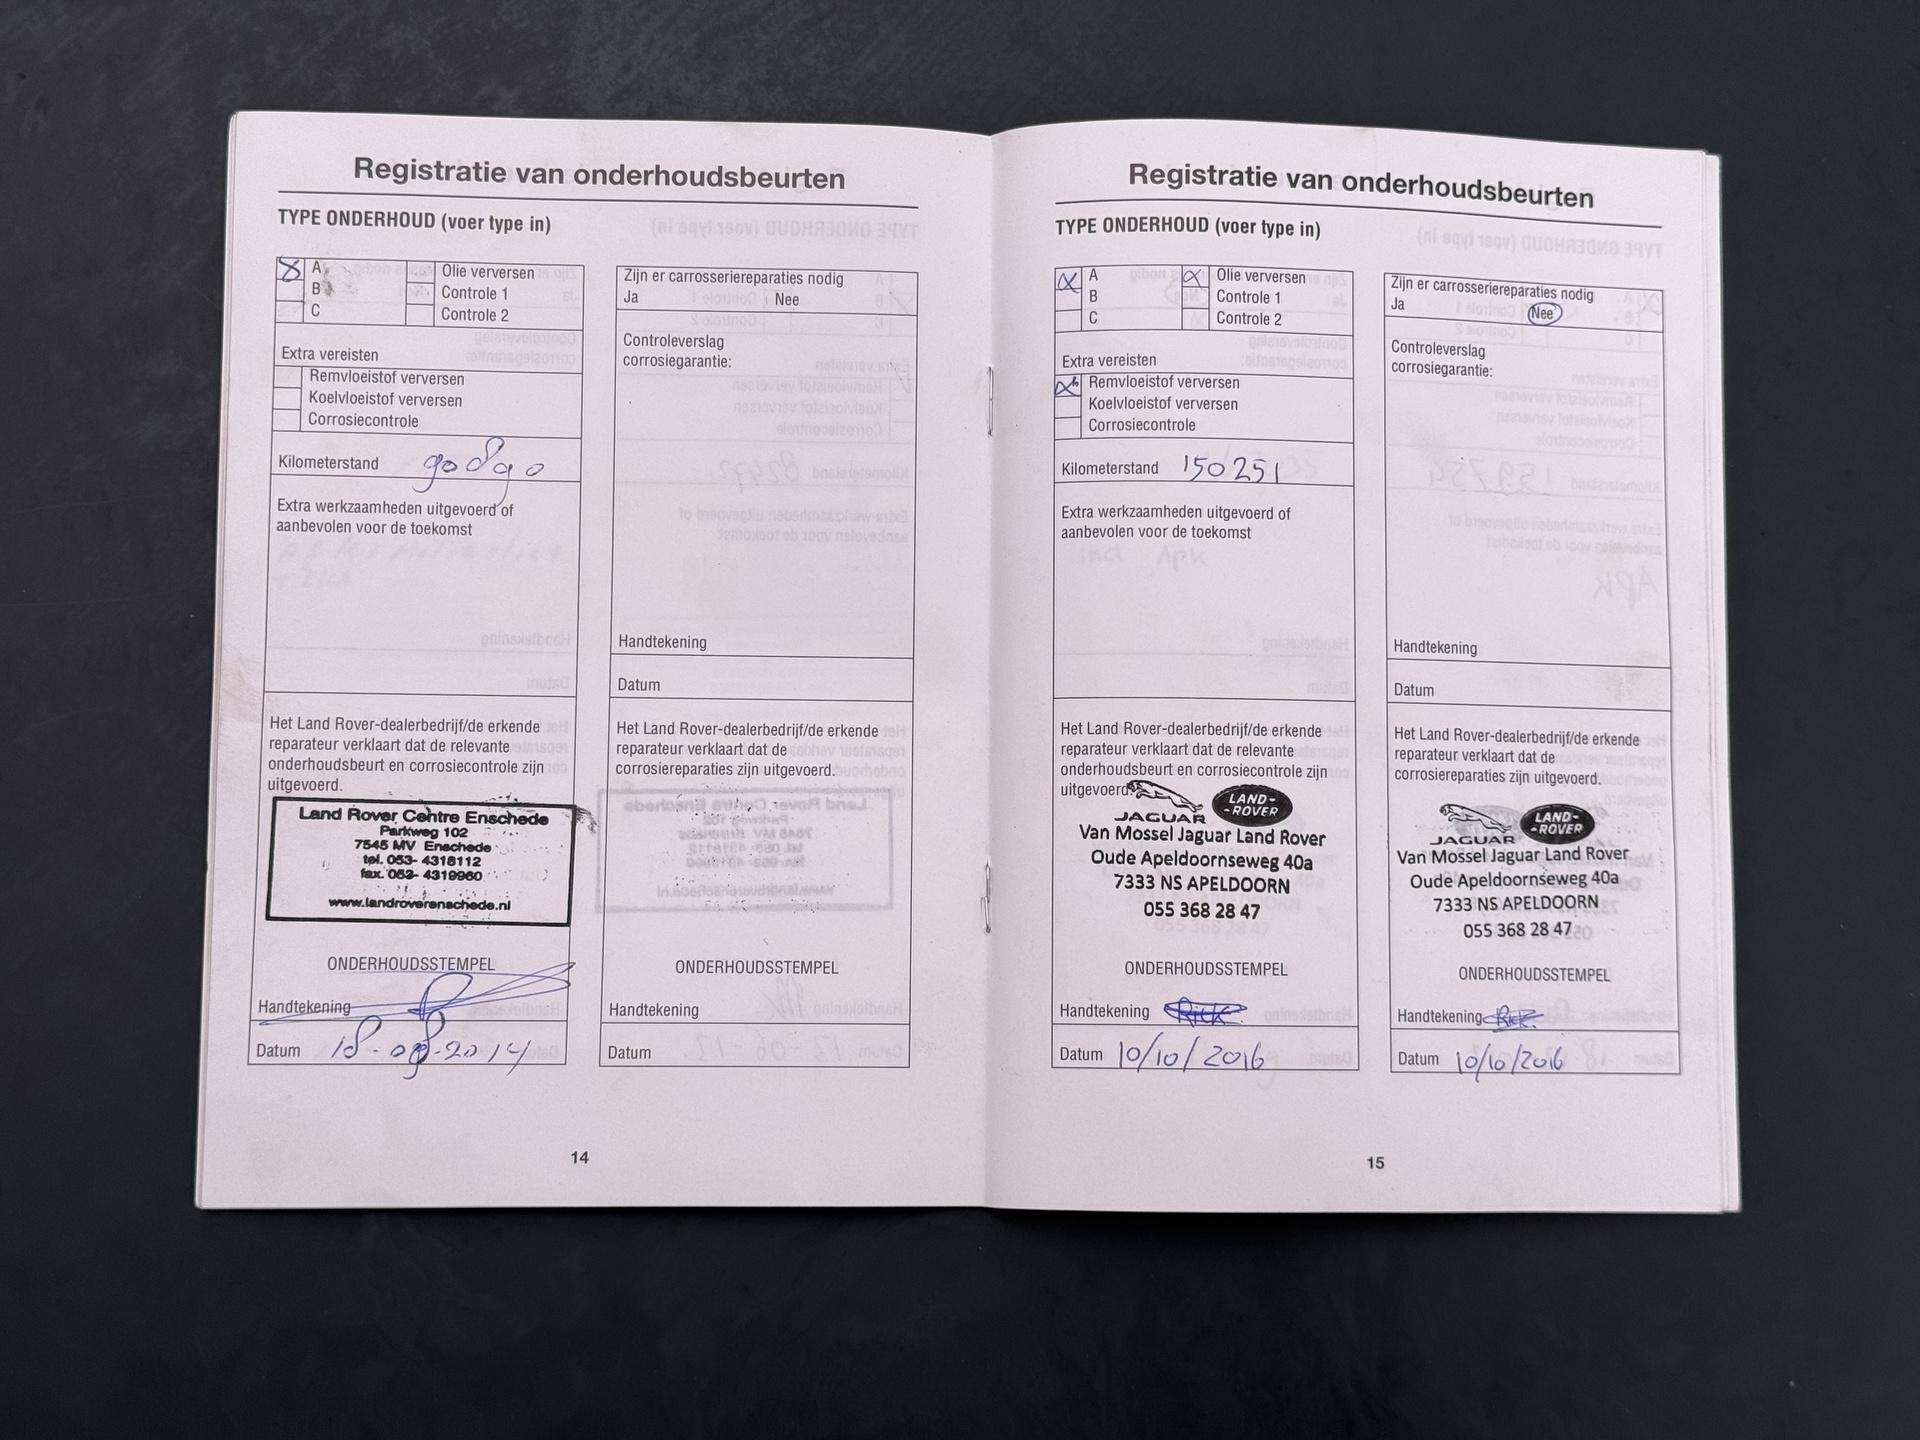 Registratie van onderhoudsbeurten
TYPE ONDERHOUD (voer type in)
A
B
C
Olie verversen
Controle 1
Controle 2
Extra vereisten
Remvloeistof verversen
Koelvloeistof verversen
Corrosiecontrole
Kilometerstand
Extra werkzaamheden uitgevoerd of
aanbevolen voor de toekomst
Het Land Rover-dealerbedrijf/de erkende
reparateur verklaart dat de relevante
onderhoudsbeurt en corrosiecontrole zijn
uitgevoerd.
Land Rover Centre Enschede
Parkweg 102
7545 MV Enschede
tel. 053- 4318112
fax. 053- 4319960
www.landroverenschede.nl
ONDERHOUDSSTEMPEL
Handtekening
Datum 18-08-2014
Zijn er carrosseriereparaties nodig
Ja Nee
Controleverslag
corrosiegarantie:
Handtekening
Datum
Het Land Rover-dealerbedrijf/de erkende
reparateur verklaart dat de
corrosiereparaties zijn uitgevoerd.
ONDERHOUDSSTEMPEL
Handtekening
Datum
14
Registratie van onderhoudsbeurten
TYPE ONDERHOUD (voer type in)
A
B
C
Olie verversen
Controle 1
Controle 2
Extra vereisten
Remvloeistof verversen
Koelvloeistof verversen
Corrosiecontrole
Kilometerstand 150251
Extra werkzaamheden uitgevoerd of
aanbevolen voor de toekomst
Het Land Rover-dealerbedrijf/de erkende
reparateur verklaart dat de relevante
onderhoudsbeurt en corrosiecontrole zijn
uitgevoerd.
JAGUAR LAND-ROVER
Van Mossel Jaguar Land Rover
Oude Apeldoornseweg 40a
7333 NS APELDOORN
055 368 28 47
ONDERHOUDSSTEMPEL
Handtekening Rick
Datum 10/10/2016
Zijn er carrosseriereparaties nodig
Ja Nee
Controleverslag
corrosiegarantie:
Handtekening
Datum
Het Land Rover-dealerbedrijf/de erkende
reparateur verklaart dat de
corrosiereparaties zijn uitgevoerd.
JAGUAR LAND-ROVER
Van Mossel Jaguar Land Rover
Oude Apeldoornseweg 40a
7333 NS APELDOORN
055 368 28 47
ONDERHOUDSSTEMPEL
Handtekening Rick
Datum 10/10/2016
15